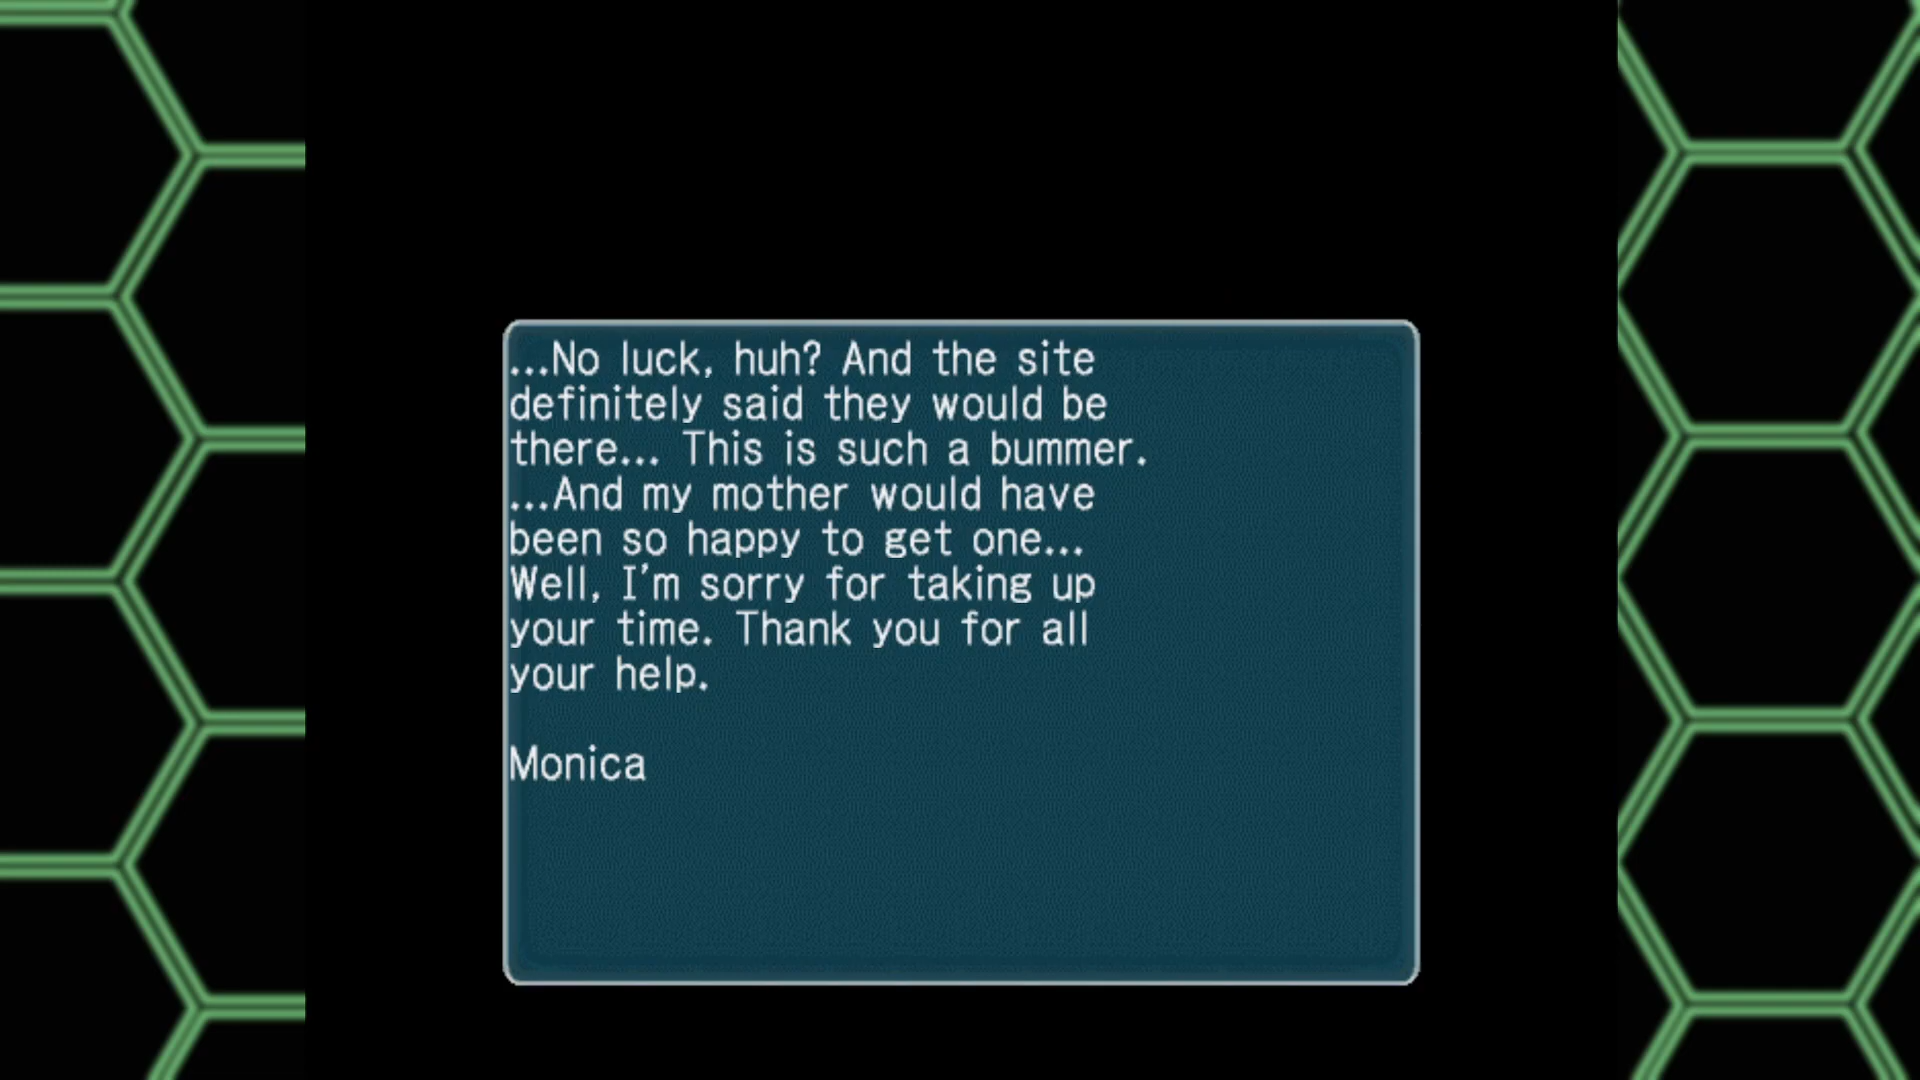 ...No luck, huh? And the site
definitely said they would be
there... This is such a bummer.
...And my mother would have
been so happy to get one...
Well, I'm sorry for taking up
your time. Thank you for all
your help.
Monica